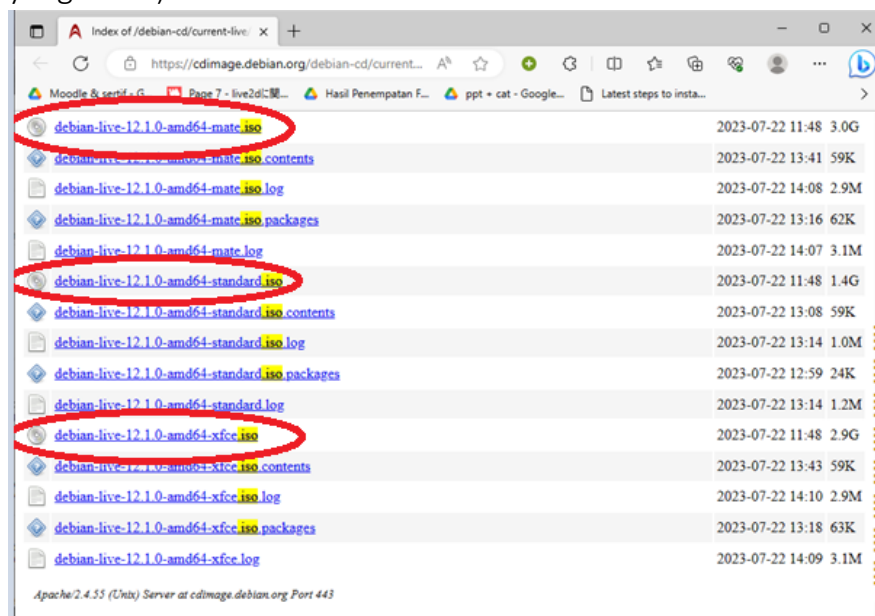 Index of /debian-cd/current-live/
https://cdimage.debian.org/debian-cd/current...
Moodle & sertif - G... Page 7 - live2dに関... Hasil Penempatan F... ppt + cat - Google... Latest steps to insta...
debian-live-12.1.0-amd64-mate.iso 2023-07-22 11:48 3.0G
debian-live-12.1.0-amd64-mate.iso.contents 2023-07-22 13:41 59K
debian-live-12.1.0-amd64-mate.iso.log 2023-07-22 14:08 2.9M
debian-live-12.1.0-amd64-mate.iso.packages 2023-07-22 13:16 62K
debian-live-12.1.0-amd64-mate.log 2023-07-22 14:07 3.1M
debian-live-12.1.0-amd64-standard.iso 2023-07-22 11:48 1.4G
debian-live-12.1.0-amd64-standard.iso.contents 2023-07-22 13:08 59K
debian-live-12.1.0-amd64-standard.iso.log 2023-07-22 13:14 1.0M
debian-live-12.1.0-amd64-standard.iso.packages 2023-07-22 12:59 24K
debian-live-12.1.0-amd64-standard.log 2023-07-22 13:14 1.2M
debian-live-12.1.0-amd64-xfce.iso 2023-07-22 11:48 2.9G
debian-live-12.1.0-amd64-xfce.iso.contents 2023-07-22 13:43 59K
debian-live-12.1.0-amd64-xfce.iso.log 2023-07-22 14:10 2.9M
debian-live-12.1.0-amd64-xfce.iso.packages 2023-07-22 13:18 63K
debian-live-12.1.0-amd64-xfce.log 2023-07-22 14:09 3.1M
Apache/2.4.55 (Unix) Server at cdimage.debian.org Port 443